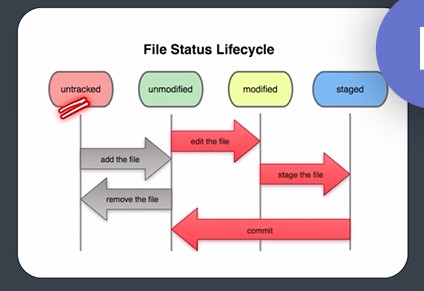 File Status Lifecycle
untracked
unmodified
modified
staged
edit the file
add the file
stage the file
remove the file
commit